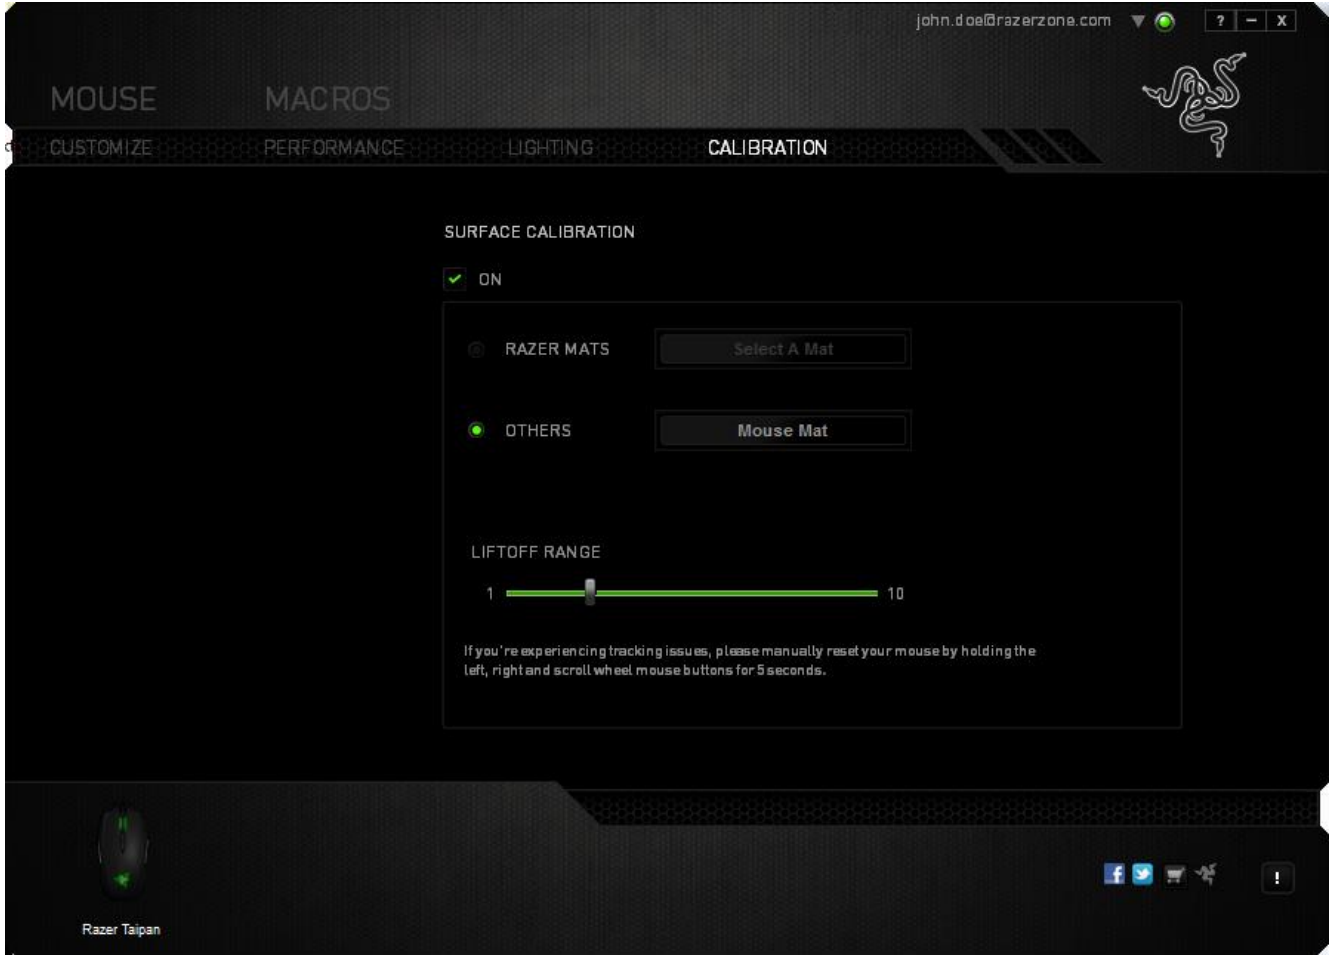 john.doe@razerzone.com ? – X
MOUSE MACROS
CUSTOMIZE PERFORMANCE LIGHTING CALIBRATION
SURFACE CALIBRATION
ON
RAZER MATS Select A Mat
OTHERS Mouse Mat
LIFTOFF RANGE
1 10
If you're experiencing tracking issues, please manually reset your mouse by holding the
left, right and scroll wheel mouse buttons for 5 seconds.
f !
Razer Taipan